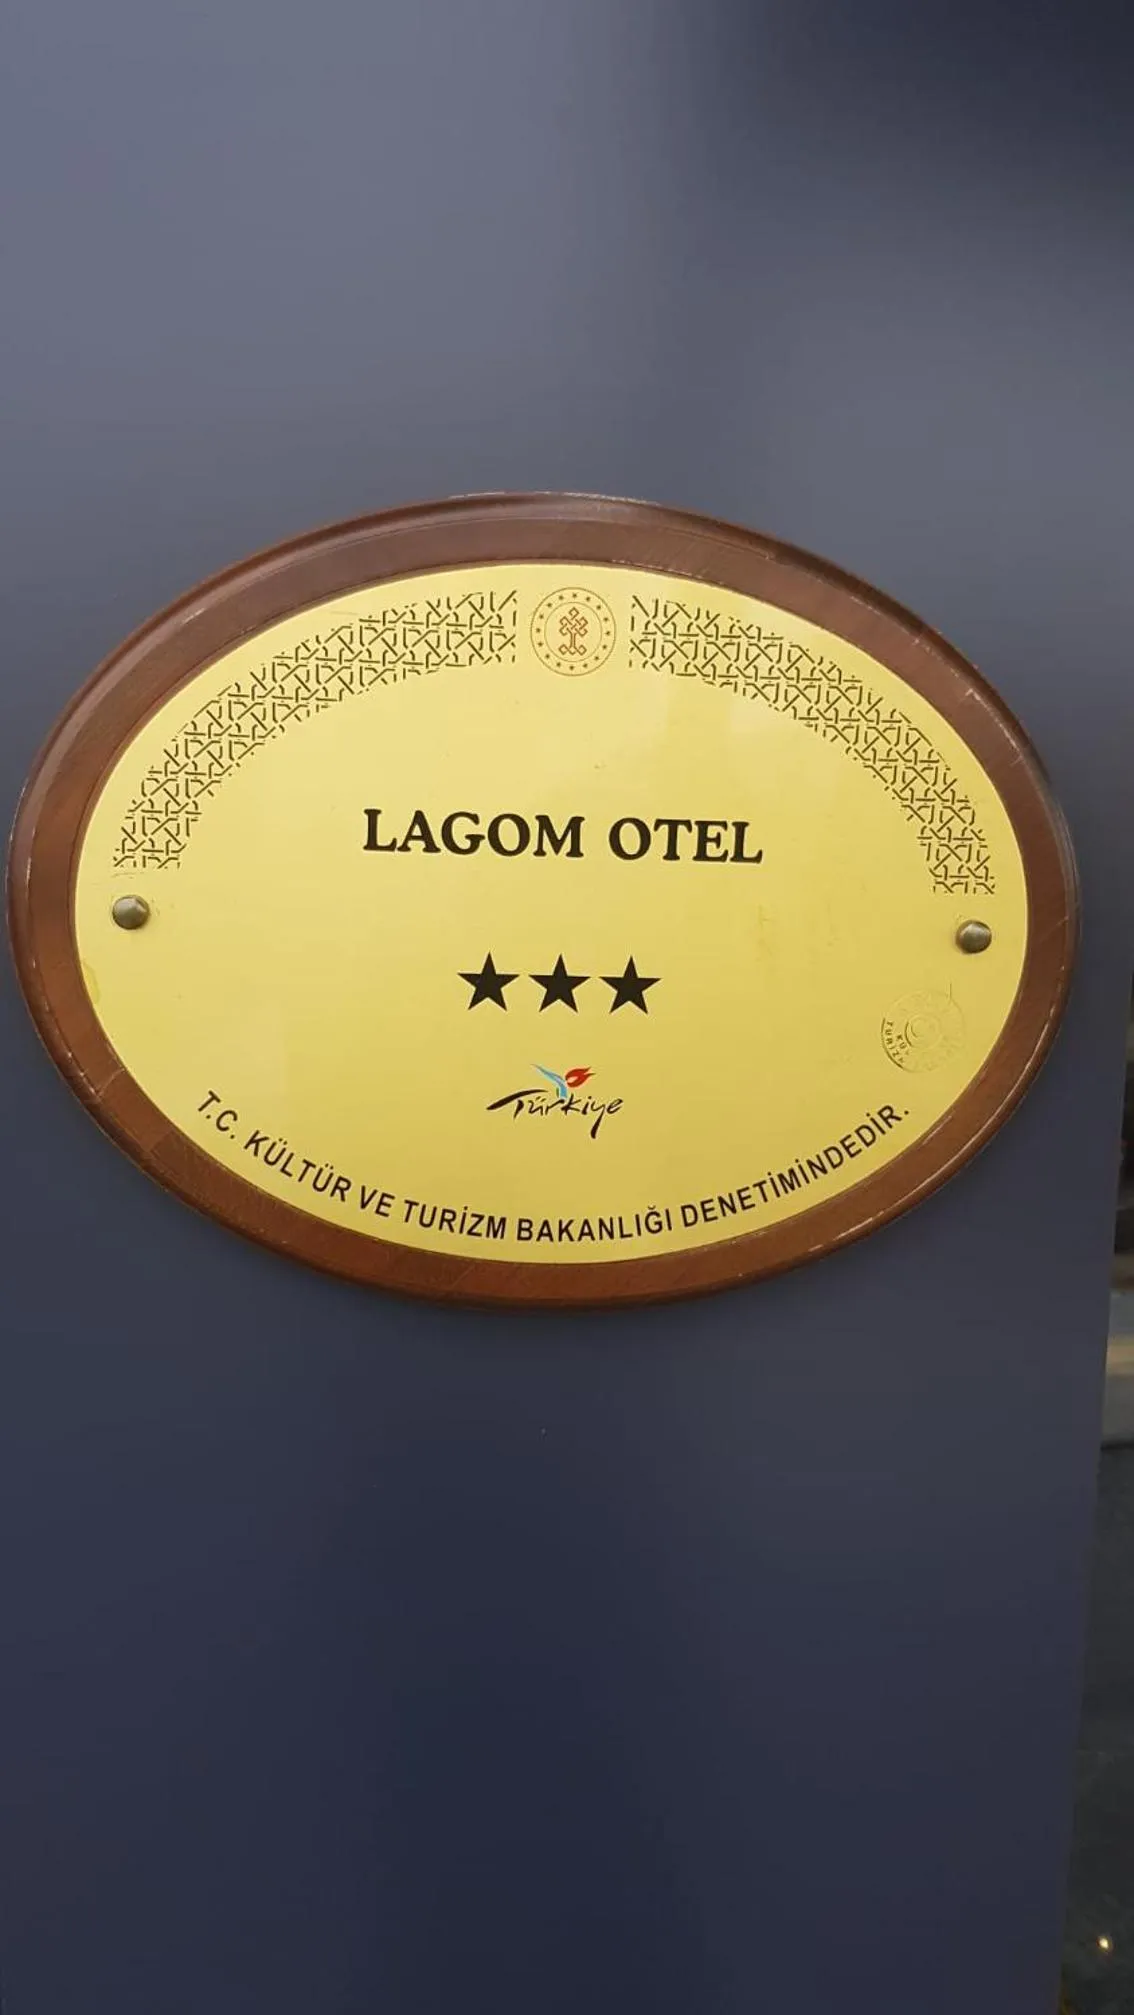 LAGOM OTEL
Türkiye
T.C. KÜLTÜR VE TURİZM BAKANLIĞI DENETİMİNDEDİR.